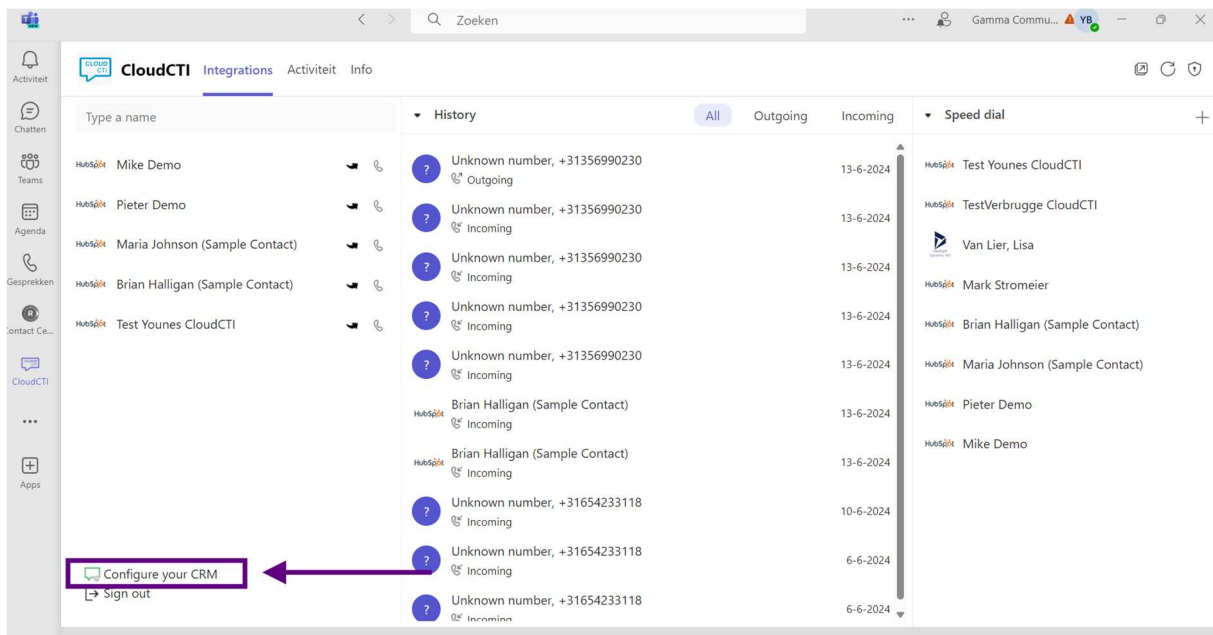 NEW
Zoeken
...
Gamma Commu...
YB
Activiteit
Chatten
Teams
Agenda
Gesprekken
Contact Ce...
CloudCTI
Apps
CLOUD CTI
CloudCTI
Integrations
Activiteit
Info
Type a name
HubSpot Mike Demo
HubSpot Pieter Demo
HubSpot Maria Johnson (Sample Contact)
HubSpot Brian Halligan (Sample Contact)
HubSpot Test Younes CloudCTI
Configure your CRM
Sign out
History
All
Outgoing
Incoming
? Unknown number, +31356990230
Outgoing
13-6-2024
? Unknown number, +31356990230
Incoming
13-6-2024
? Unknown number, +31356990230
Incoming
13-6-2024
? Unknown number, +31356990230
Incoming
13-6-2024
? Unknown number, +31356990230
Incoming
13-6-2024
HubSpot Brian Halligan (Sample Contact)
Incoming
13-6-2024
HubSpot Brian Halligan (Sample Contact)
Incoming
13-6-2024
? Unknown number, +31654233118
Incoming
10-6-2024
? Unknown number, +31654233118
Incoming
6-6-2024
? Unknown number, +31654233118
Incoming
6-6-2024
Speed dial
HubSpot Test Younes CloudCTI
HubSpot TestVerbrugge CloudCTI
Van Lier, Lisa
HubSpot Mark Stromeier
HubSpot Brian Halligan (Sample Contact)
HubSpot Maria Johnson (Sample Contact)
HubSpot Pieter Demo
HubSpot Mike Demo